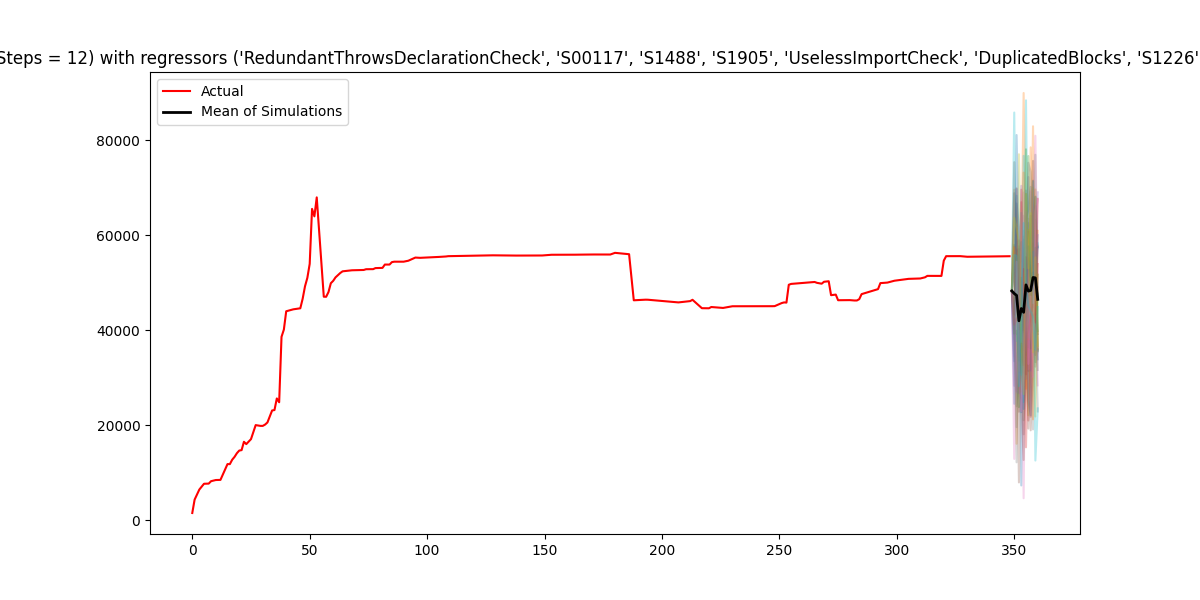 Steps = 12) with regressors ('RedundantThrowsDeclarationCheck', 'S00117', 'S1488', 'S1905', 'UselessImportCheck', 'DuplicatedBlocks', 'S1226'
Actual
Mean of Simulations
80000
60000
40000
20000
0
0 50 100 150 200 250 300 350